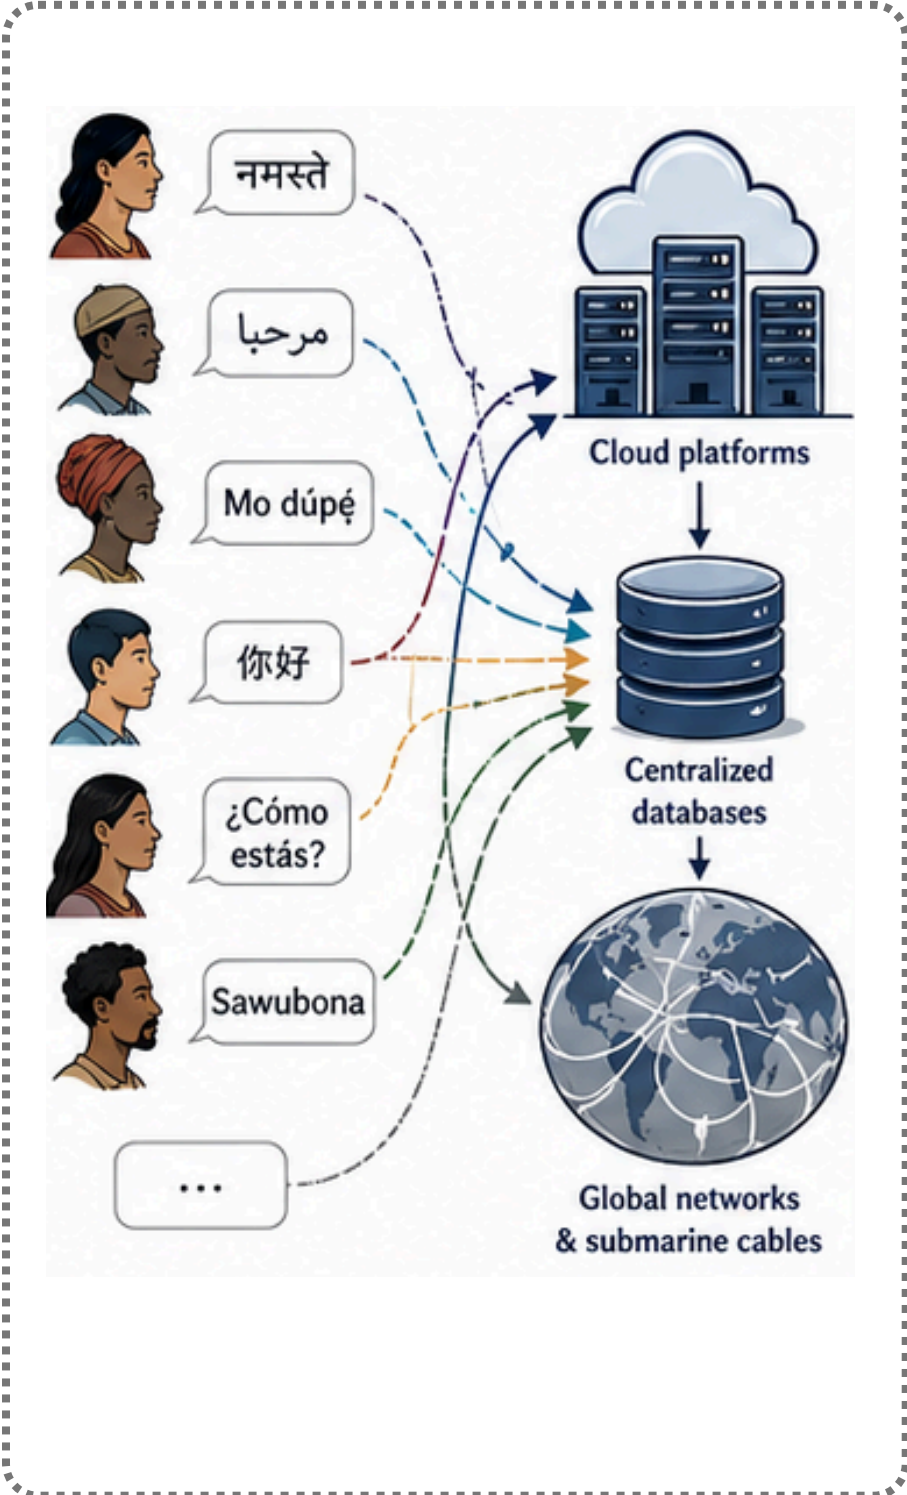 नमस्ते
مرحبا
Mo dúpẹ́
你好
¿Cómo
estás?
Sawubona
...
Cloud platforms
Centralized
databases
Global networks
& submarine cables